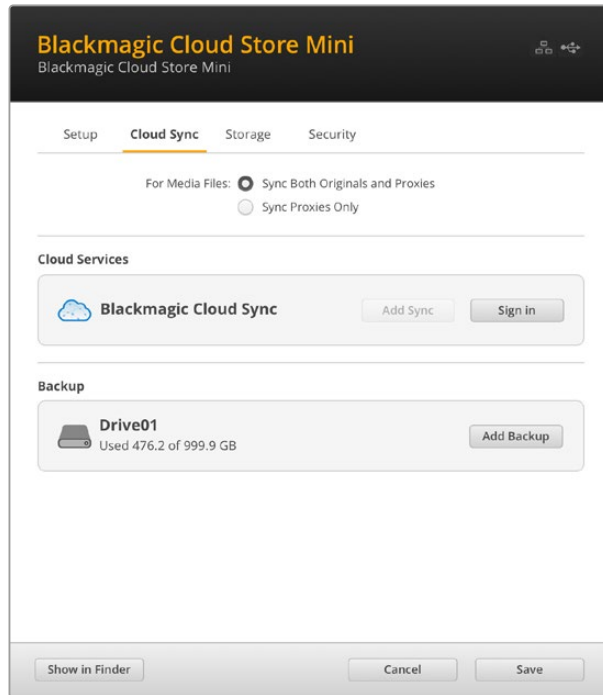 Blackmagic Cloud Store Mini
Blackmagic Cloud Store Mini
Setup Cloud Sync Storage Security
For Media Files: Sync Both Originals and Proxies
Sync Proxies Only
Cloud Services
Blackmagic Cloud Sync Add Sync Sign in
Backup
Drive01
Used 476.2 of 999.9 GB Add Backup
Show in Finder Cancel Save